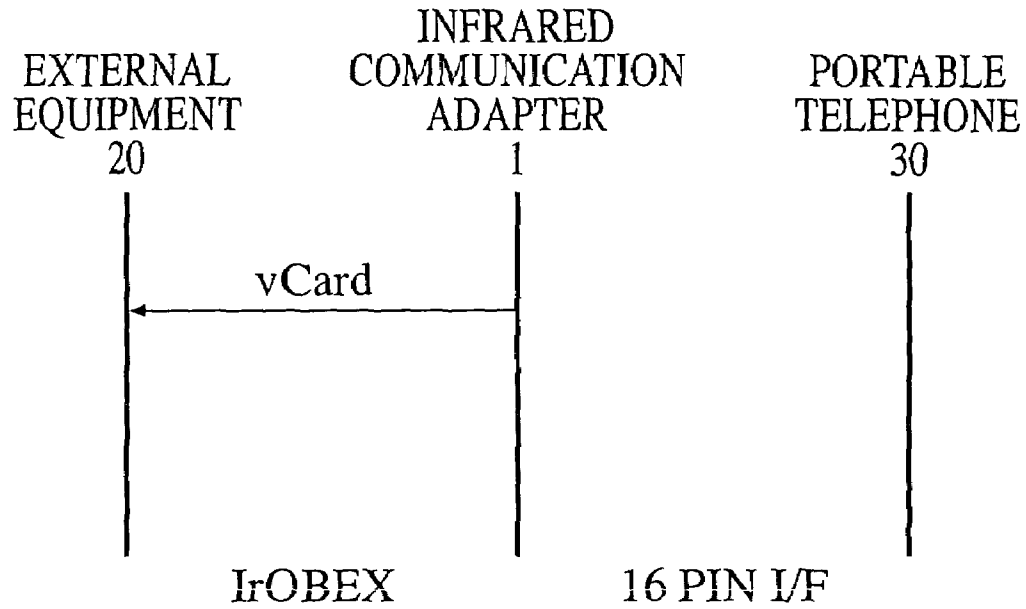 EXTERNAL
EQUIPMENT
20
INFRARED
COMMUNICATION
ADAPTER
1
PORTABLE
TELEPHONE
30
vCard
IrOBEX
16 PIN I/F